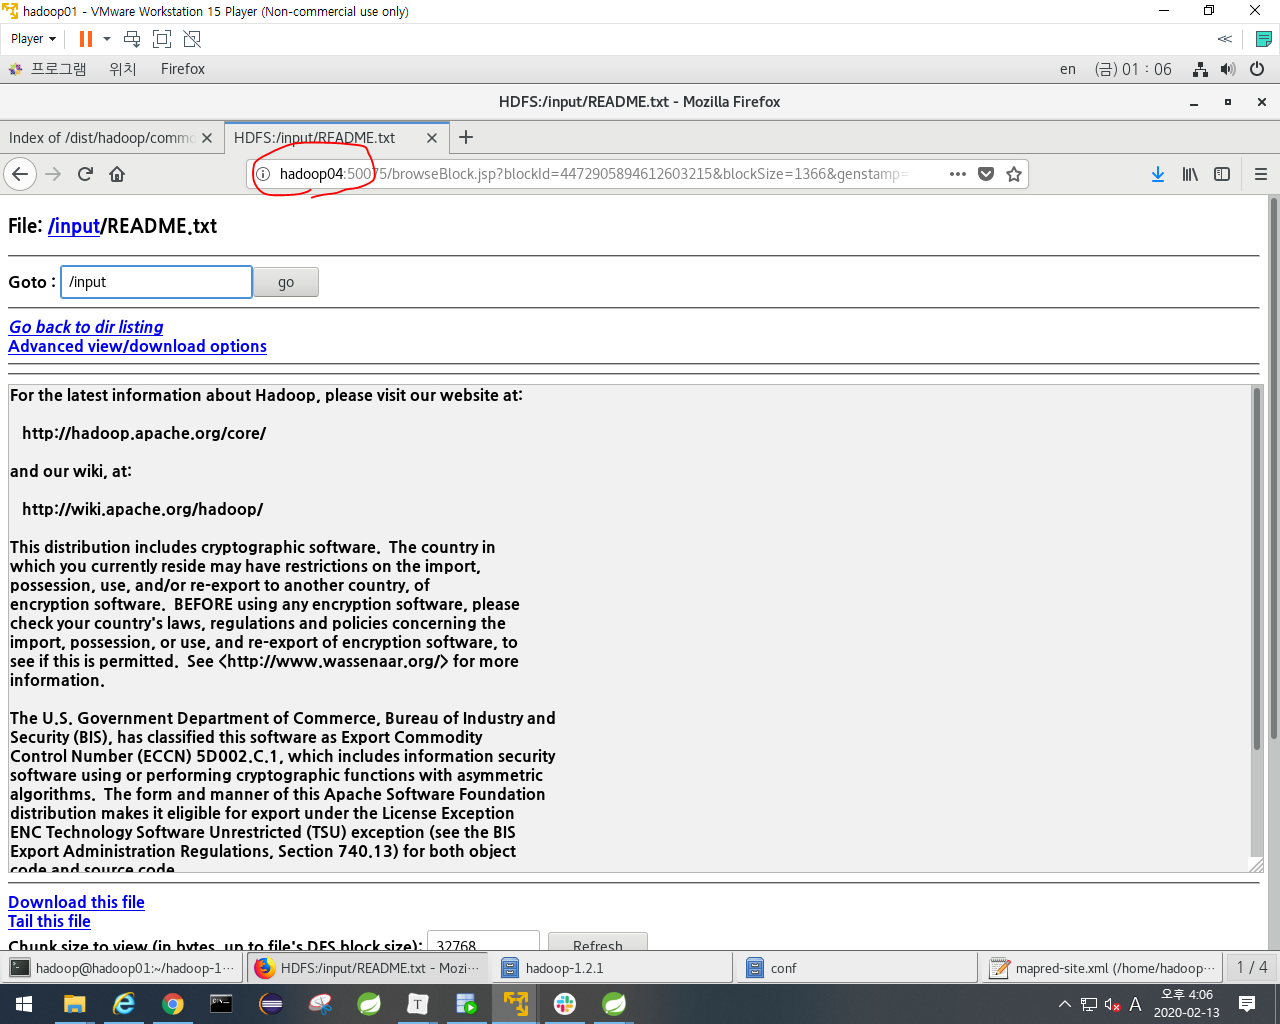 hadoop01 - VMware Workstation 15 Player (Non-commercial use only)
Player
프로그램 위치 Firefox en (금) 01 : 06
HDFS:/input/README.txt - Mozilla Firefox
Index of /dist/hadoop/commo HDFS:/input/README.txt
hadoop04:50075/browseBlock.jsp?blockId=4472905894612603215&blockSize=1366&genstamp=
File: /input/README.txt
Goto : /input go
Go back to dir listing
Advanced view/download options
For the latest information about Hadoop, please visit our website at:
http://hadoop.apache.org/core/
and our wiki, at:
http://wiki.apache.org/hadoop/
This distribution includes cryptographic software. The country in
which you currently reside may have restrictions on the import,
possession, use, and/or re-export to another country, of
encryption software. BEFORE using any encryption software, please
check your country's laws, regulations and policies concerning the
import, possession, or use, and re-export of encryption software, to
see if this is permitted. See <http://www.wassenaar.org/> for more
information.
The U.S. Government Department of Commerce, Bureau of Industry and
Security (BIS), has classified this software as Export Commodity
Control Number (ECCN) 5D002.C.1, which includes information security
software using or performing cryptographic functions with asymmetric
algorithms. The form and manner of this Apache Software Foundation
distribution makes it eligible for export under the License Exception
ENC Technology Software Unrestricted (TSU) exception (see the BIS
Export Administration Regulations, Section 740.13) for both object
code and source code.
Download this file
Tail this file
Chunk size to view (in bytes, up to file's DFS block size): 32768 Refresh
hadoop@hadoop01:~/hadoop-1… HDFS:/input/README.txt - Mozi… hadoop-1.2.1 conf mapred-site.xml (/home/hadoop… 1 / 4
A 오후 4:06
2020-02-13